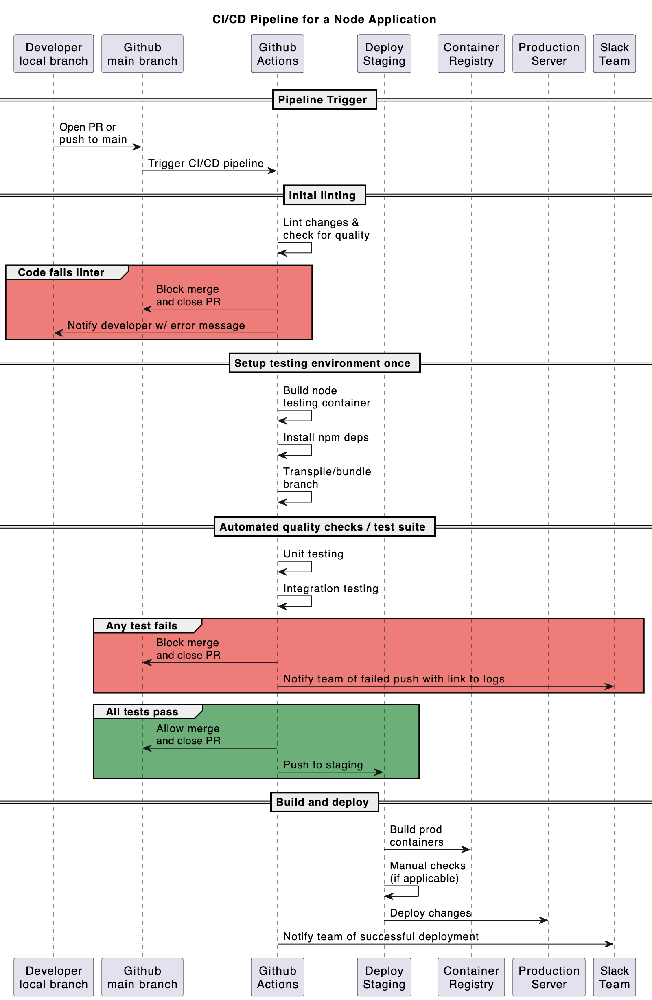 CI/CD Pipeline for a Node Application
Developer
local branch
Github
main branch
Github
Actions
Deploy
Staging
Container
Registry
Production
Server
Slack
Team
Pipeline Trigger
Open PR or
push to main
Trigger CI/CD pipeline
Inital linting
Lint changes &
check for quality
Code fails linter
Block merge
and close PR
Notify developer w/ error message
Setup testing environment once
Build node
testing container
Install npm deps
Transpile/bundle
branch
Automated quality checks / test suite
Unit testing
Integration testing
Any test fails
Block merge
and close PR
Notify team of failed push with link to logs
All tests pass
Allow merge
and close PR
Push to staging
Build and deploy
Build prod
containers
Manual checks
(if applicable)
Deploy changes
Notify team of successful deployment
Developer
local branch
Github
main branch
Github
Actions
Deploy
Staging
Container
Registry
Production
Server
Slack
Team